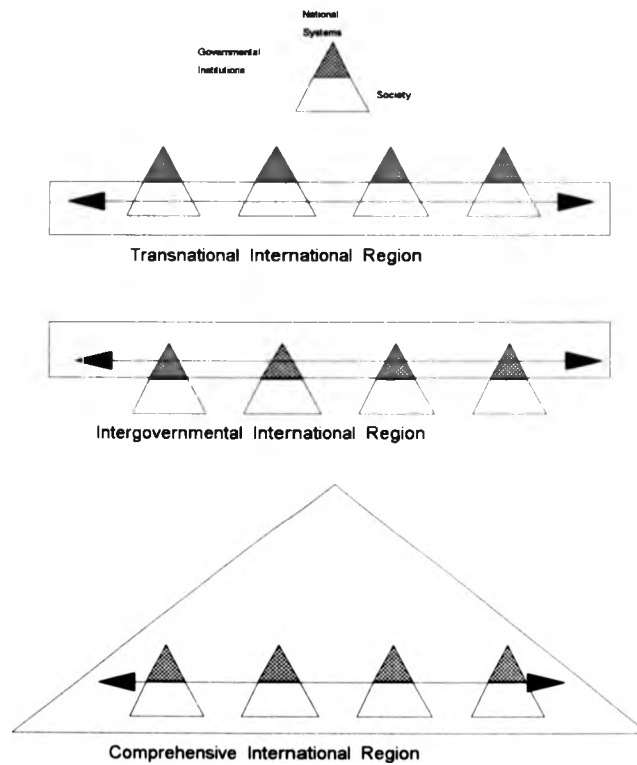 National
Systems
Governmental
Institutions
Society
Transnational International Region
Intergovernmental International Region
Comprehensive International Region